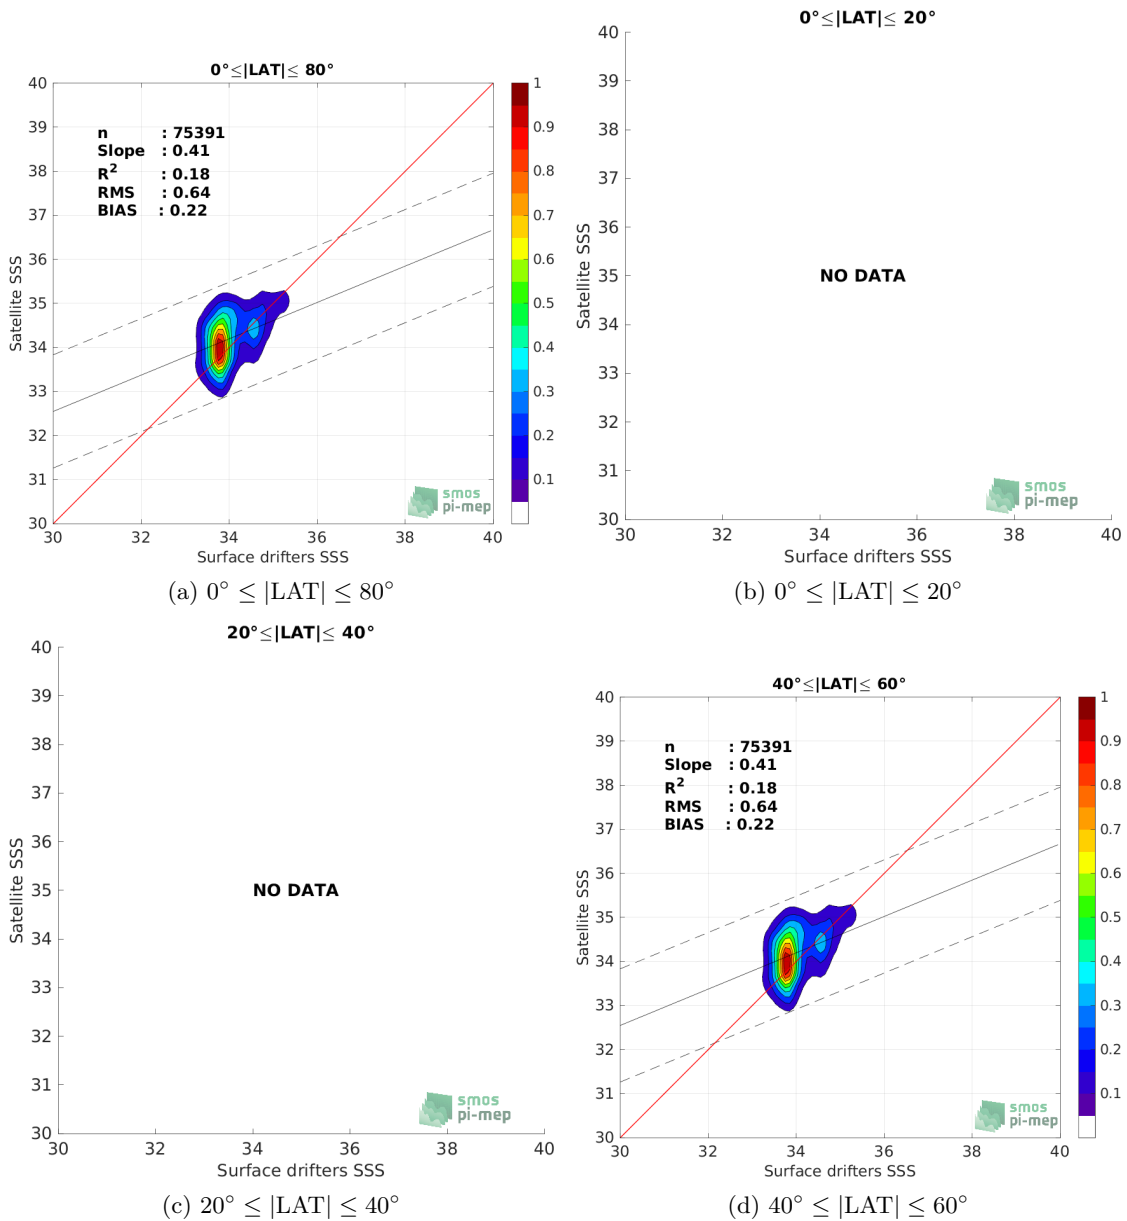 0°≤|LAT|≤ 80°
40
39
38
37
36
35
34
33
32
31
30
Satellite SSS
n : 75391
Slope : 0.41
R² : 0.18
RMS : 0.64
BIAS : 0.22
smos
pi-mep
30 32 34 36 38 40
Surface drifters SSS
1
0.9
0.8
0.7
0.6
0.5
0.4
0.3
0.2
0.1
(a) 0° ≤ |LAT| ≤ 80°
0°≤|LAT|≤ 20°
40
39
38
37
36
35
34
33
32
31
30
Satellite SSS
NO DATA
smos
pi-mep
30 32 34 36 38 40
Surface drifters SSS
(b) 0° ≤ |LAT| ≤ 20°
20°≤|LAT|≤ 40°
40
39
38
37
36
35
34
33
32
31
30
Satellite SSS
NO DATA
smos
pi-mep
30 32 34 36 38 40
Surface drifters SSS
(c) 20° ≤ |LAT| ≤ 40°
40°≤|LAT|≤ 60°
40
39
38
37
36
35
34
33
32
31
30
Satellite SSS
n : 75391
Slope : 0.41
R² : 0.18
RMS : 0.64
BIAS : 0.22
smos
pi-mep
30 32 34 36 38 40
Surface drifters SSS
1
0.9
0.8
0.7
0.6
0.5
0.4
0.3
0.2
0.1
(d) 40° ≤ |LAT| ≤ 60°